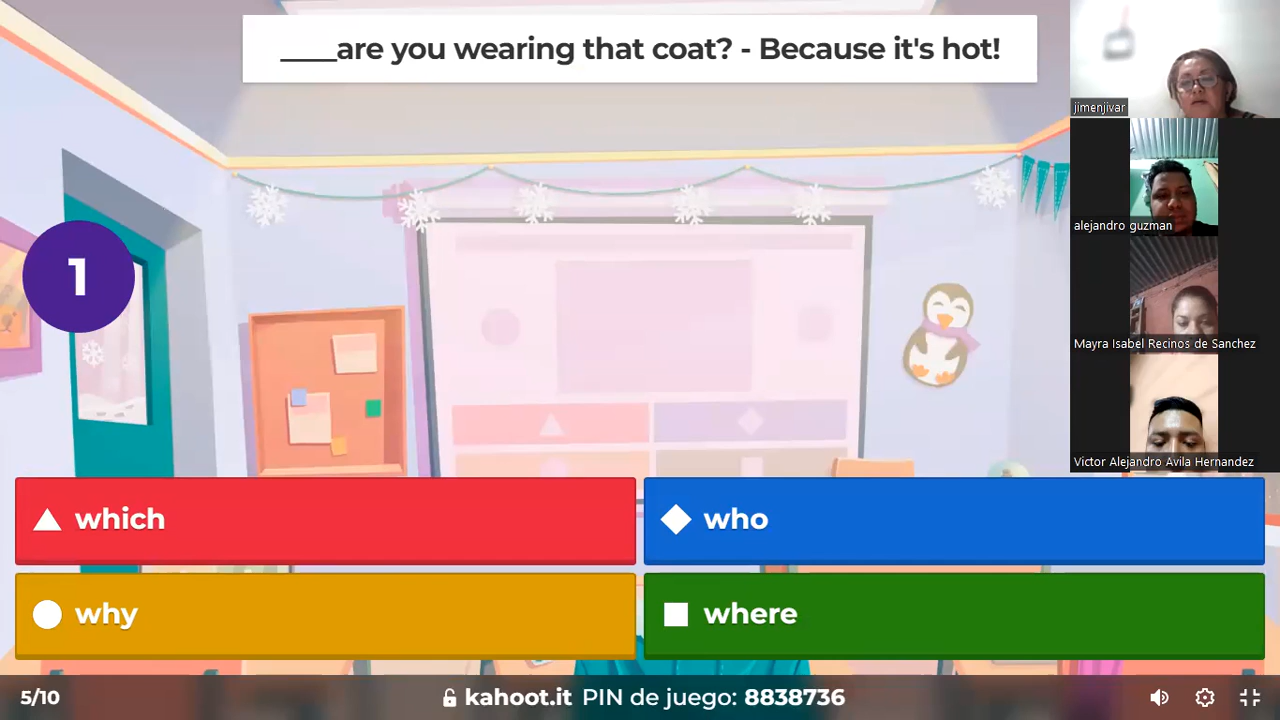 ____are you wearing that coat? - Because it's hot!
jimenjivar
alejandro guzman
Mayra Isabel Recinos de Sanchez
Victor Alejandro Avila Hernandez
1
which
who
why
where
5/10
kahoot.it PIN de juego: 8838736